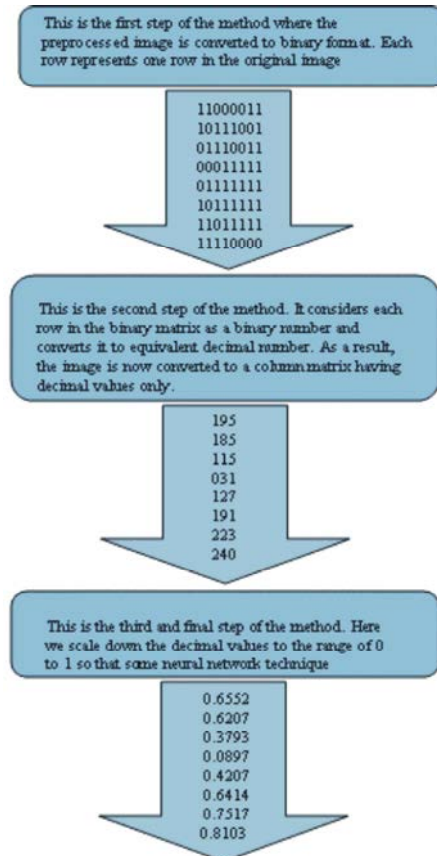 This is the first step of the method where the
preprocessed image is converted to binary format. Each
row represents one row in the original image
11000011
10111001
01110011
00011111
01111111
10111111
11011111
11110000
This is the second step of the method. It considers each
row in the binary matrix as a binary number and
converts it to equivalent decimal number. As a result,
the image is now converted to a column matrix having
decimal values only.
195
185
115
031
127
191
223
240
This is the third and final step of the method. Here
we scale down the decimal values to the range of 0
to 1 so that some neural network technique
0.6552
0.6207
0.3793
0.0897
0.4207
0.6414
0.7517
0.8103